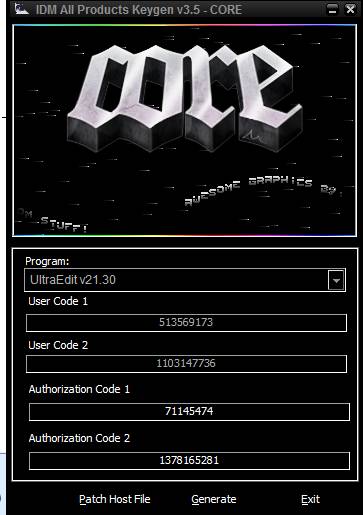 IDM All Products Keygen v3.5 - CORE
core
AWESOME GRAPHICS BY:
OM STUFF!
Program:
UltraEdit v21.30
User Code 1
513569173
User Code 2
1103147736
Authorization Code 1
71145474
Authorization Code 2
1378165281
Patch Host File Generate Exit